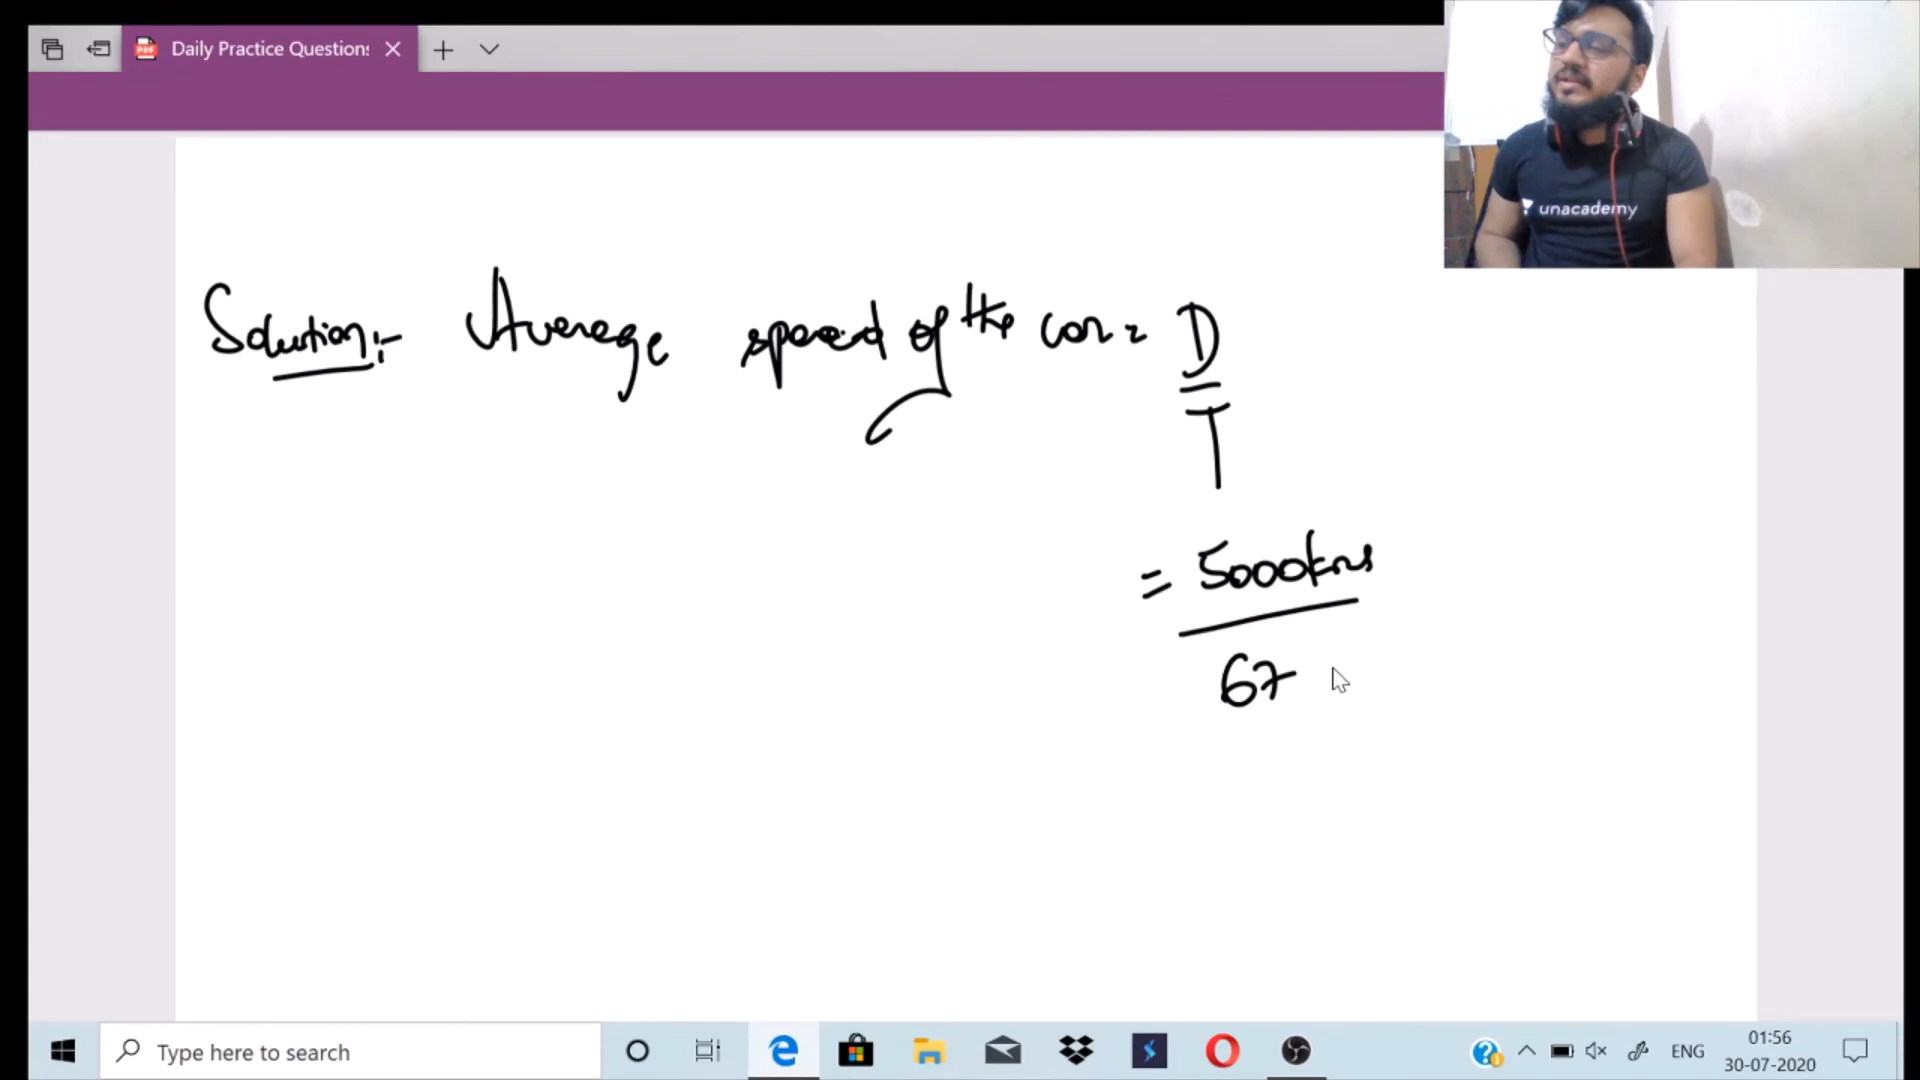 Daily Practice Questions
unacademy
Solution:- Average speed of the car = D
T
= 5000kms
67
Type here to search
ENG
01:56
30-07-2020